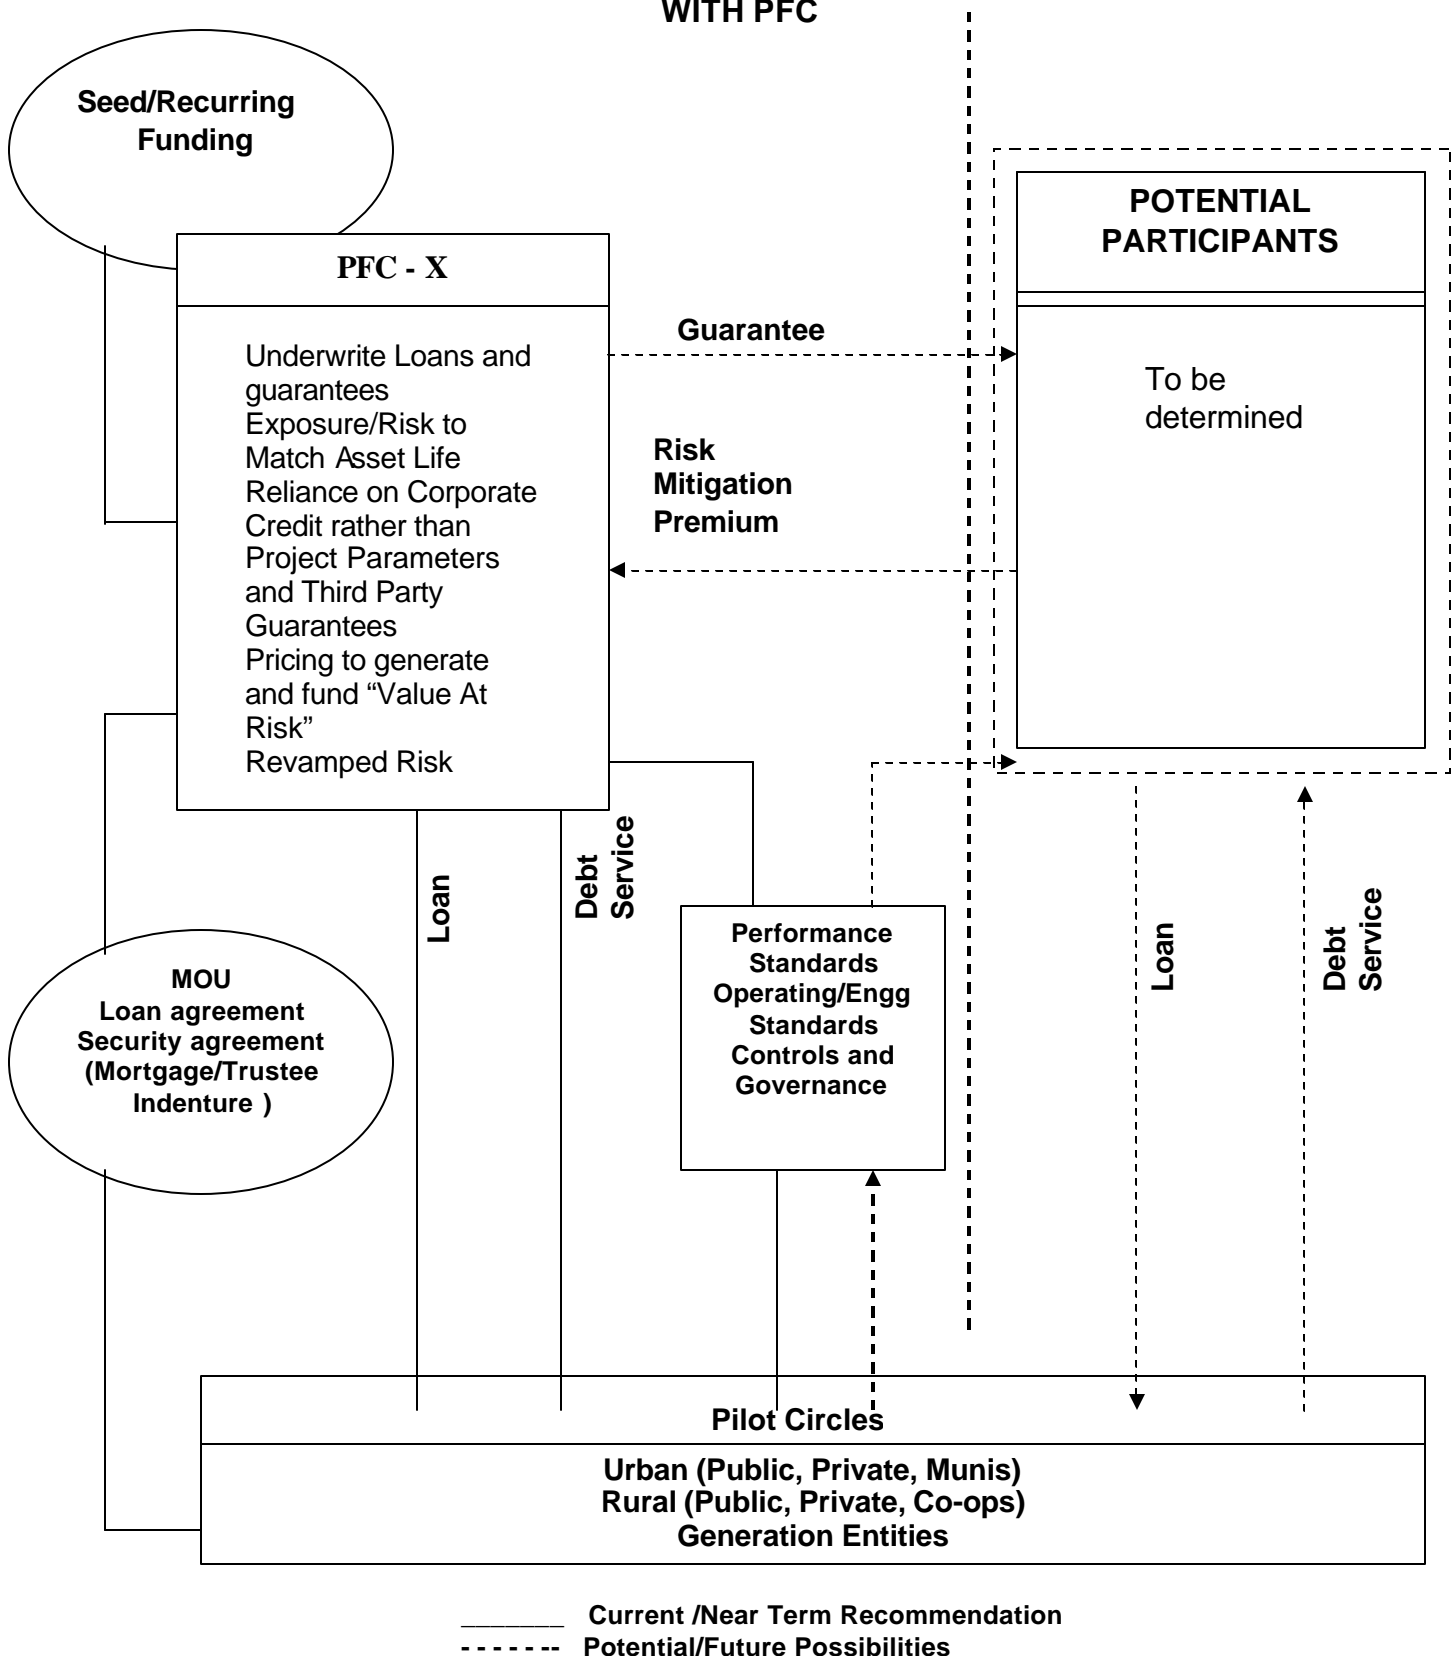 WITH PFC
Seed/Recurring
Funding
PFC - X
Underwrite Loans and
guarantees
Exposure/Risk to
Match Asset Life
Reliance on Corporate
Credit rather than
Project Parameters
and Third Party
Guarantees
Pricing to generate
and fund “Value At
Risk”
Revamped Risk
Guarantee
Risk
Mitigation
Premium
POTENTIAL
PARTICIPANTS
To be
determined
Loan
Debt
Service
MOU
Loan agreement
Security agreement
(Mortgage/Trustee
Indenture )
Performance
Standards
Operating/Engg
Standards
Controls and
Governance
Loan
Debt
Service
Pilot Circles
Urban (Public, Private, Munis)
Rural (Public, Private, Co-ops)
Generation Entities
_______ Current /Near Term Recommendation
- - - - - -- Potential/Future Possibilities